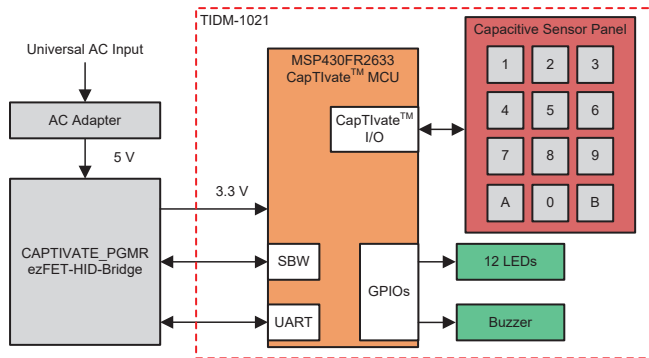 TIDM-1021
Universal AC Input
AC Adapter
5 V
CAPTIVATE_PGMR
ezFET-HID-Bridge
3.3 V
MSP430FR2633
CapTIvate™ MCU
CapTIvate™
I/O
SBW
UART
GPIOs
Capacitive Sensor Panel
1 2 3
4 5 6
7 8 9
A 0 B
12 LEDs
Buzzer